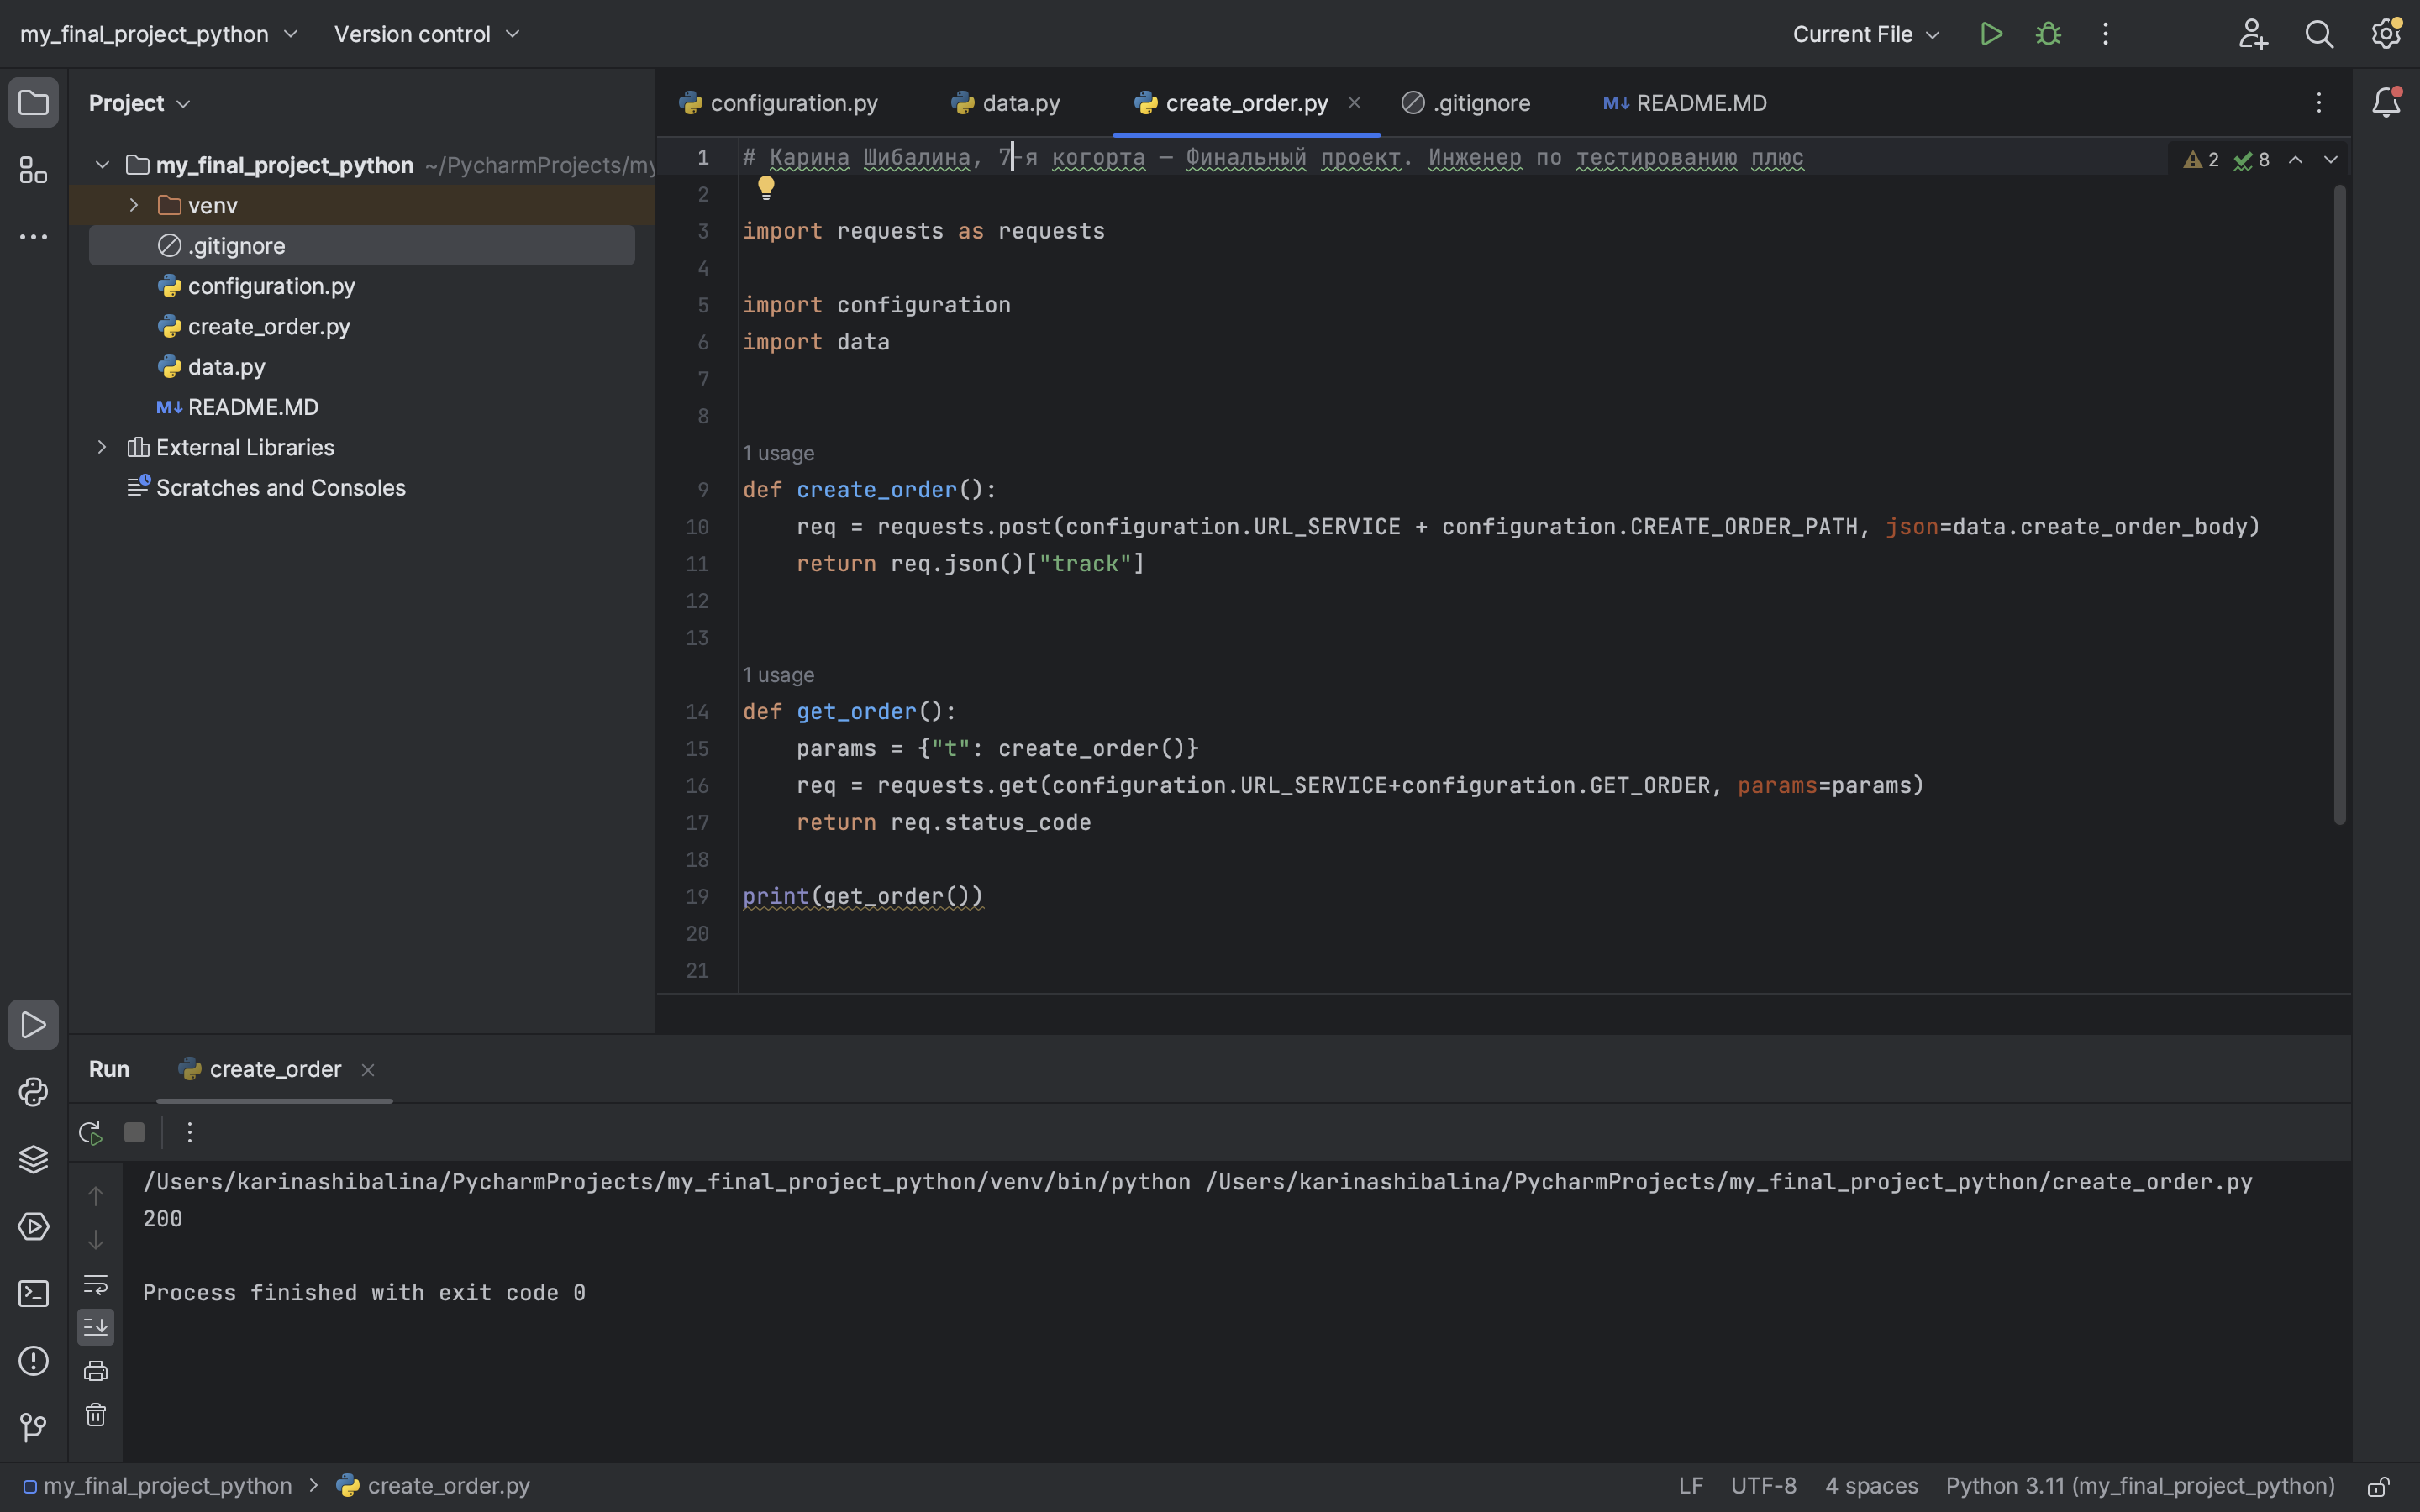 my_final_project_python
Version control
Current File
Project
my_final_project_python ~/PycharmProjects/my
venv
.gitignore
configuration.py
create_order.py
data.py
README.MD
External Libraries
Scratches and Consoles
configuration.py
data.py
create_order.py
.gitignore
README.MD
2 8
1 # Карина Шибалина, 7-я когорта — Финальный проект. Инженер по тестированию плюс
2
3 import requests as requests
4
5 import configuration
6 import data
7
8
1 usage
9 def create_order():
10 req = requests.post(configuration.URL_SERVICE + configuration.CREATE_ORDER_PATH, json=data.create_order_body)
11 return req.json()["track"]
12
13
1 usage
14 def get_order():
15 params = {"t": create_order()}
16 req = requests.get(configuration.URL_SERVICE+configuration.GET_ORDER, params=params)
17 return req.status_code
18
19 print(get_order())
20
21
Run
create_order
/Users/karinashibalina/PycharmProjects/my_final_project_python/venv/bin/python /Users/karinashibalina/PycharmProjects/my_final_project_python/create_order.py
200
Process finished with exit code 0
my_final_project_python > create_order.py
LF UTF-8 4 spaces Python 3.11 (my_final_project_python)